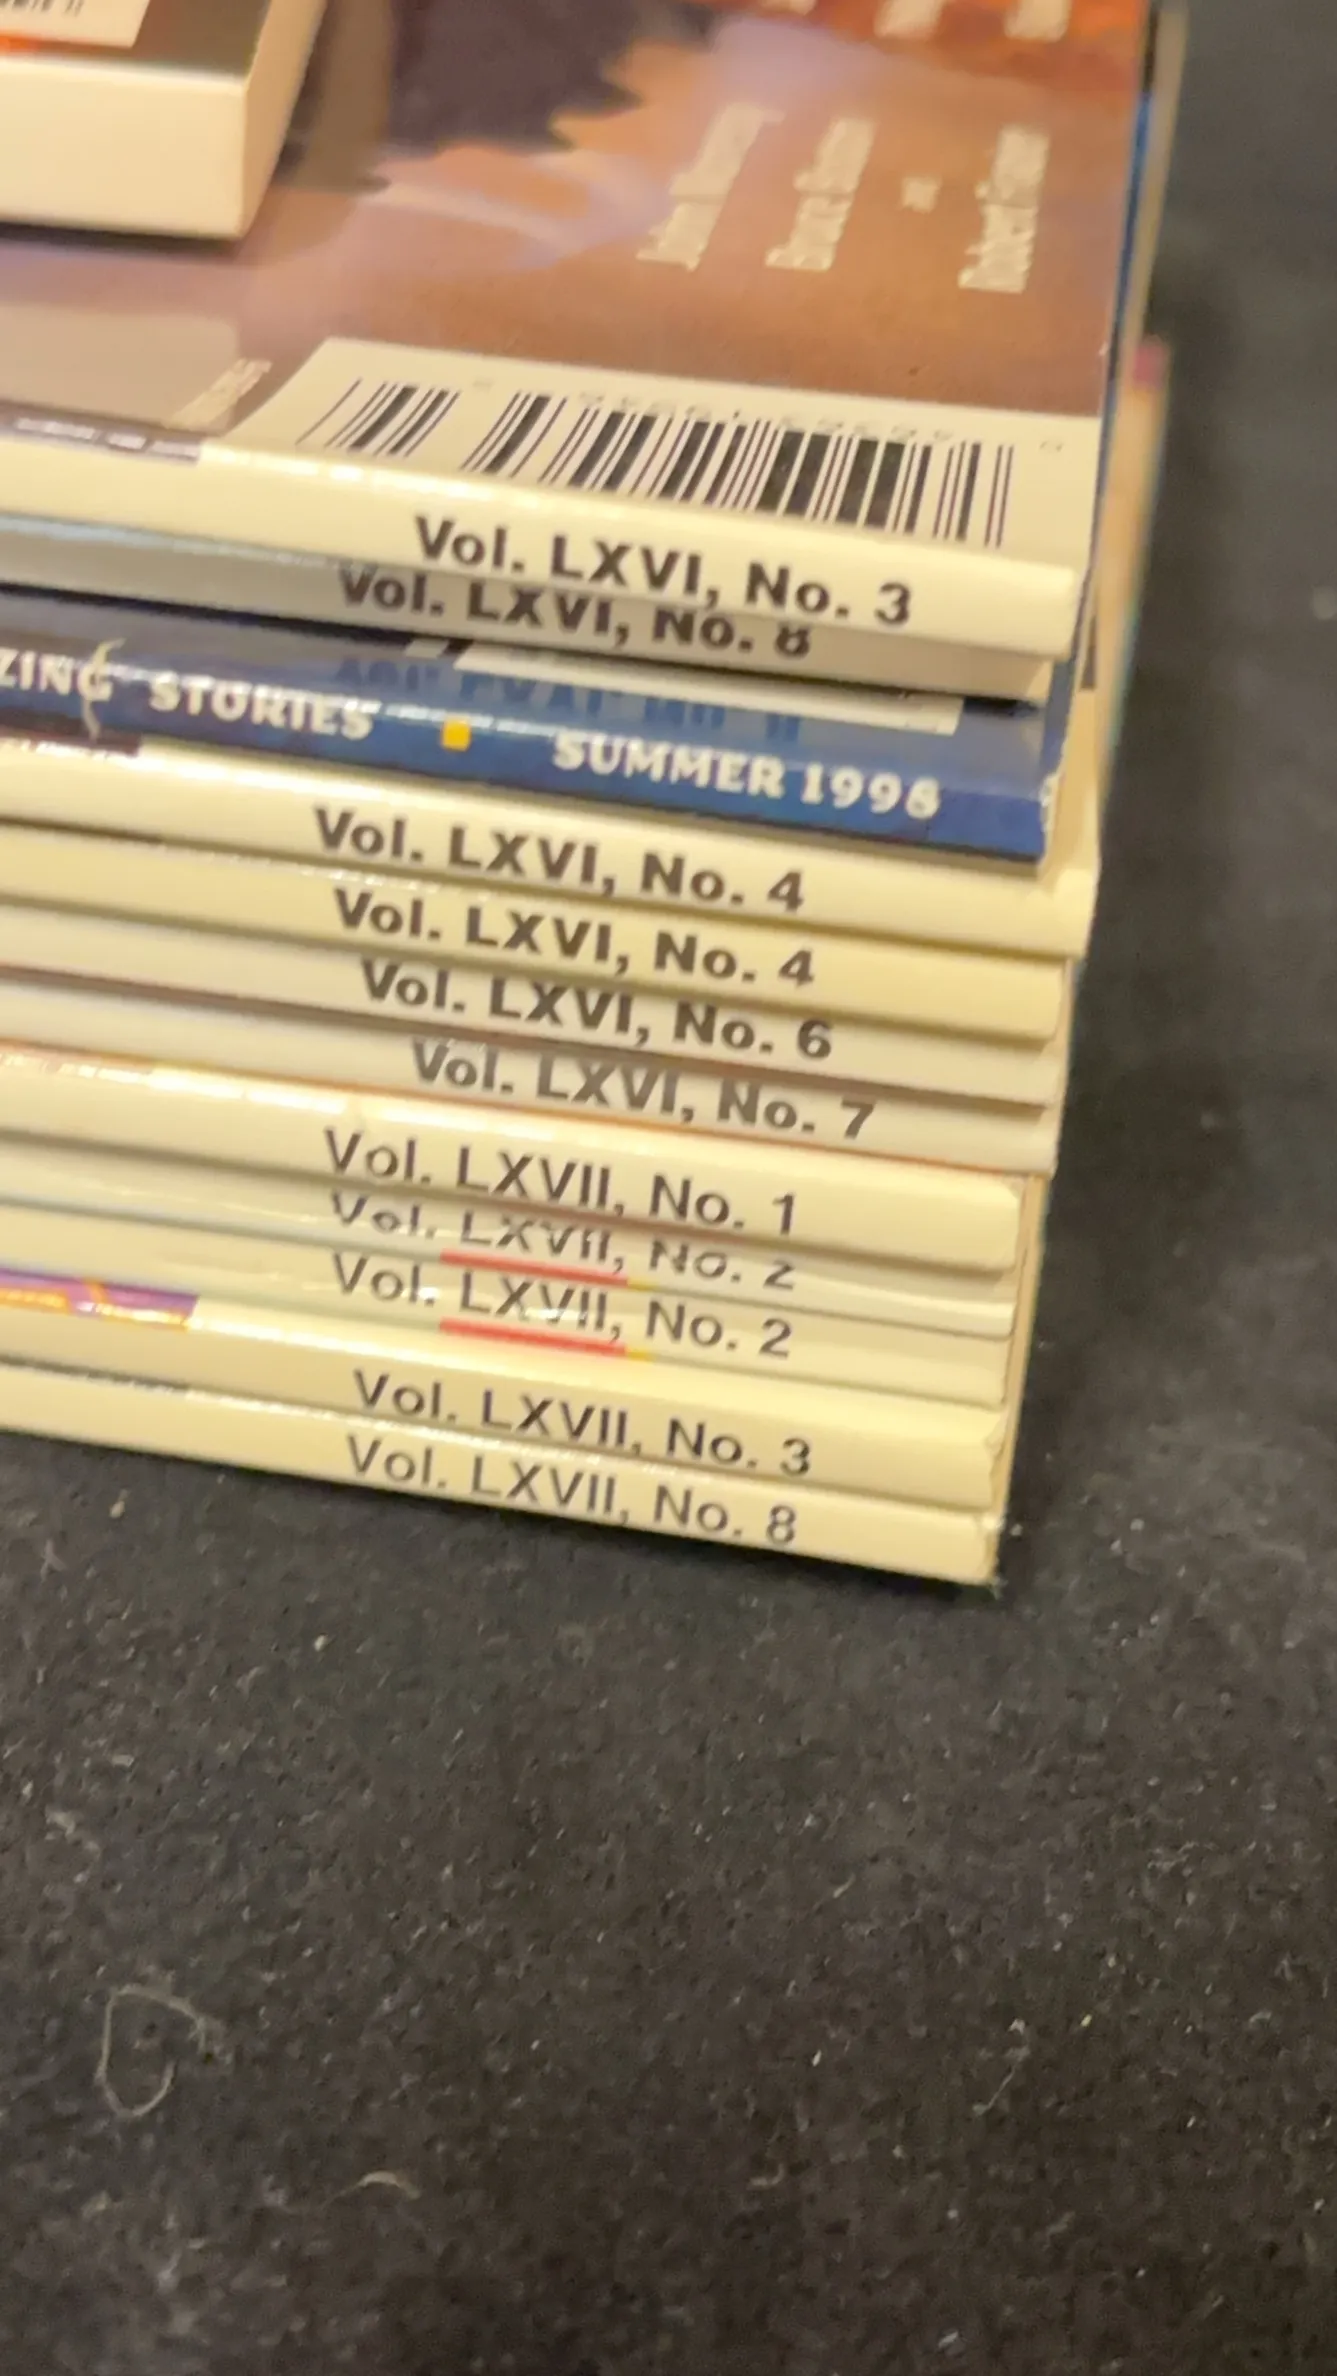 Vol. LXVI, No. 3
Vol. LXVI, No. 8
ZING STORIES SUMMER 1998
Vol. LXVI, No. 4
Vol. LXVI, No. 4
Vol. LXVI, No. 6
Vol. LXVI, No. 7
Vol. LXVII, No. 1
Vol. LXVII, No. 2
Vol. LXVII, No. 2
Vol. LXVII, No. 3
Vol. LXVII, No. 8